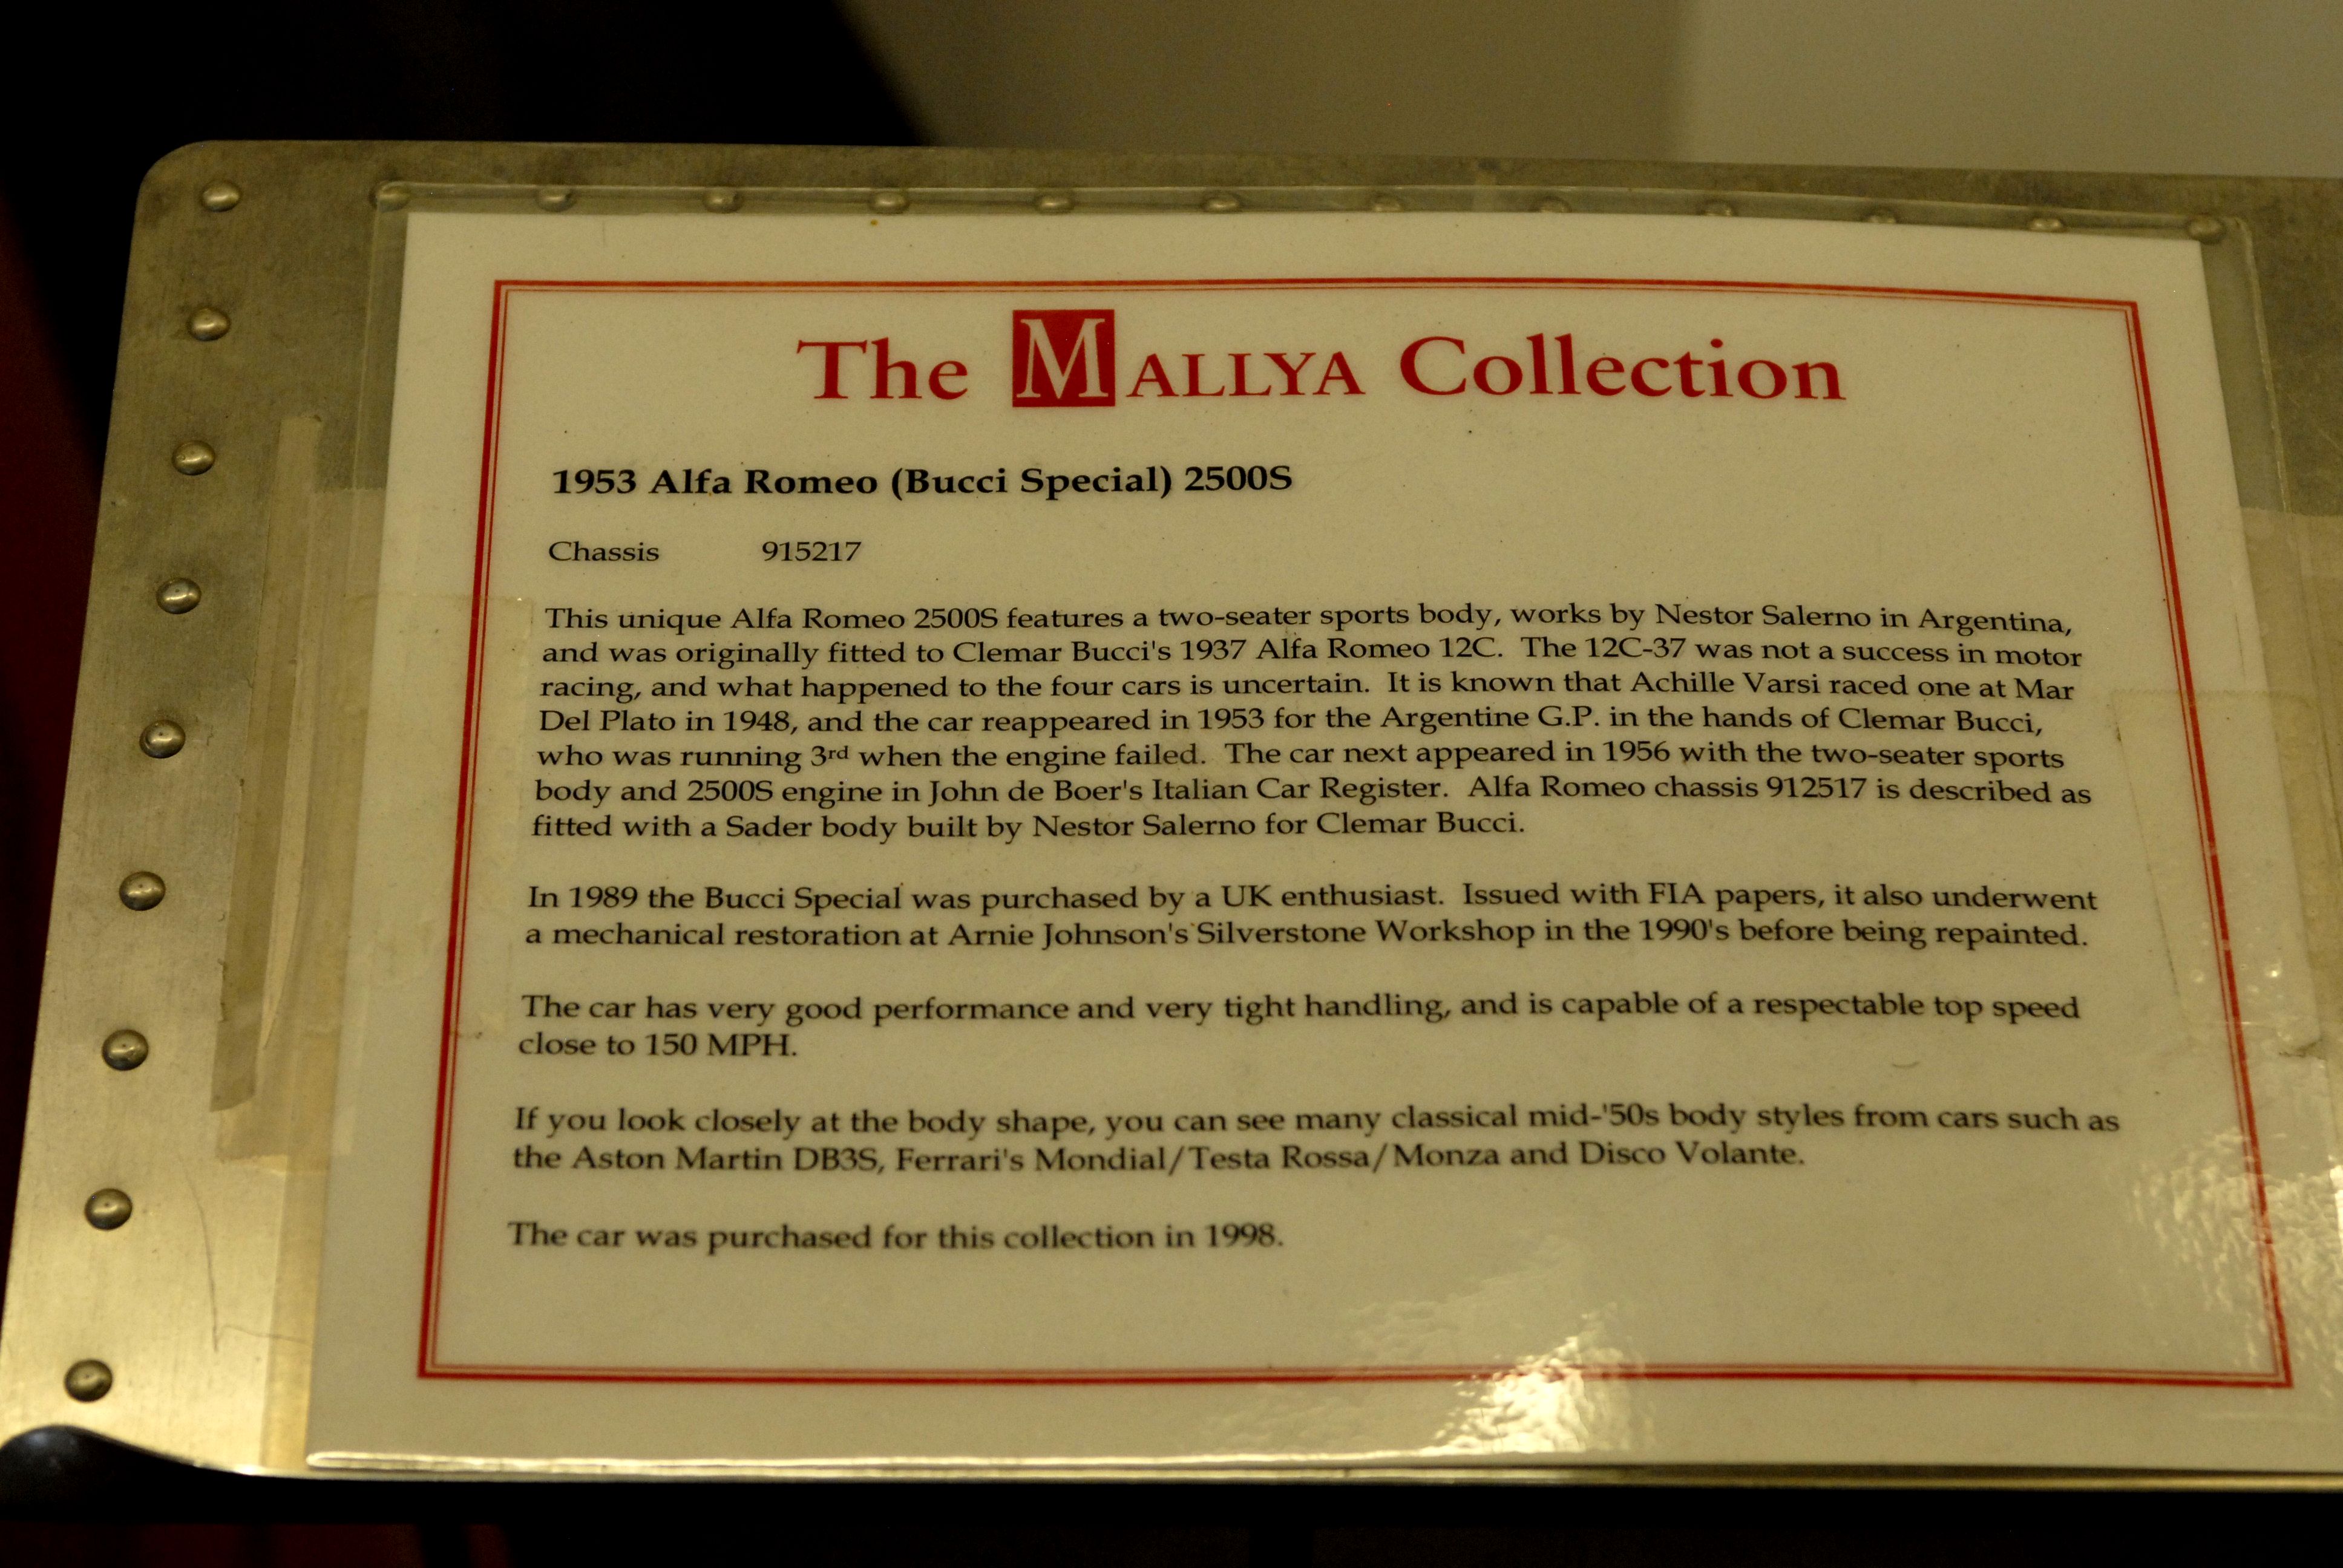 The MALLYA Collection
1953 Alfa Romeo (Bucci Special) 2500S
Chassis 915217
This unique Alfa Romeo 2500S features a two-seater sports body, works by Nestor Salerno in Argentina,
and was originally fitted to Clemar Bucci's 1937 Alfa Romeo 12C. The 12C-37 was not a success in motor
racing, and what happened to the four cars is uncertain. It is known that Achille Varsi raced one at Mar
Del Plato in 1948, and the car reappeared in 1953 for the Argentine G.P. in the hands of Clemar Bucci,
who was running 3rd when the engine failed. The car next appeared in 1956 with the two-seater sports
body and 2500S engine in John de Boer's Italian Car Register. Alfa Romeo chassis 912517 is described as
fitted with a Sader body built by Nestor Salerno for Clemar Bucci.
In 1989 the Bucci Special was purchased by a UK enthusiast. Issued with FIA papers, it also underwent
a mechanical restoration at Arnie Johnson's Silverstone Workshop in the 1990's before being repainted.
The car has very good performance and very tight handling, and is capable of a respectable top speed
close to 150 MPH.
If you look closely at the body shape, you can see many classical mid-'50s body styles from cars such as
the Aston Martin DB3S, Ferrari's Mondial/Testa Rossa/Monza and Disco Volante.
The car was purchased for this collection in 1998.